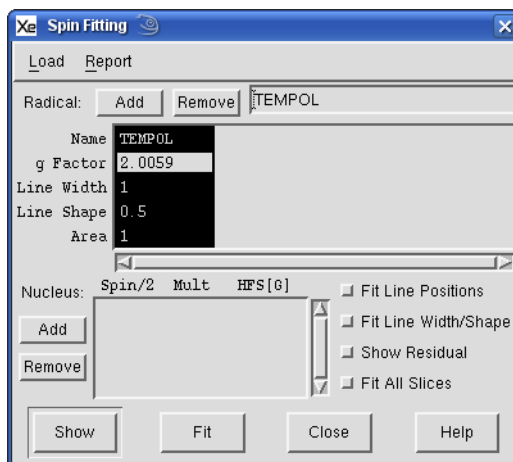 Xe Spin Fitting
Load Report
Radical: Add Remove TEMPOL
Name TEMPOL
g Factor 2.0059
Line Width 1
Line Shape 0.5
Area 1
Nucleus: Spin/2 Mult HFS[G]
Add
Remove
Fit Line Positions
Fit Line Width/Shape
Show Residual
Fit All Slices
Show Fit Close Help